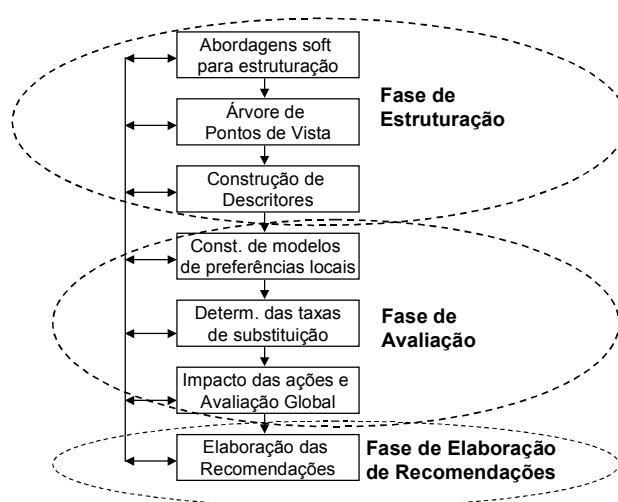 Abordagens soft
para estruturação
Árvore de
Pontos de Vista
Fase de
Estruturação
Construção de
Descritores
Const. de modelos
de preferências locais
Determ. das taxas
de substituição
Fase de
Avaliação
Impacto das ações e
Avaliação Global
Elaboração das
Recomendações
Fase de Elaboração
de Recomendações